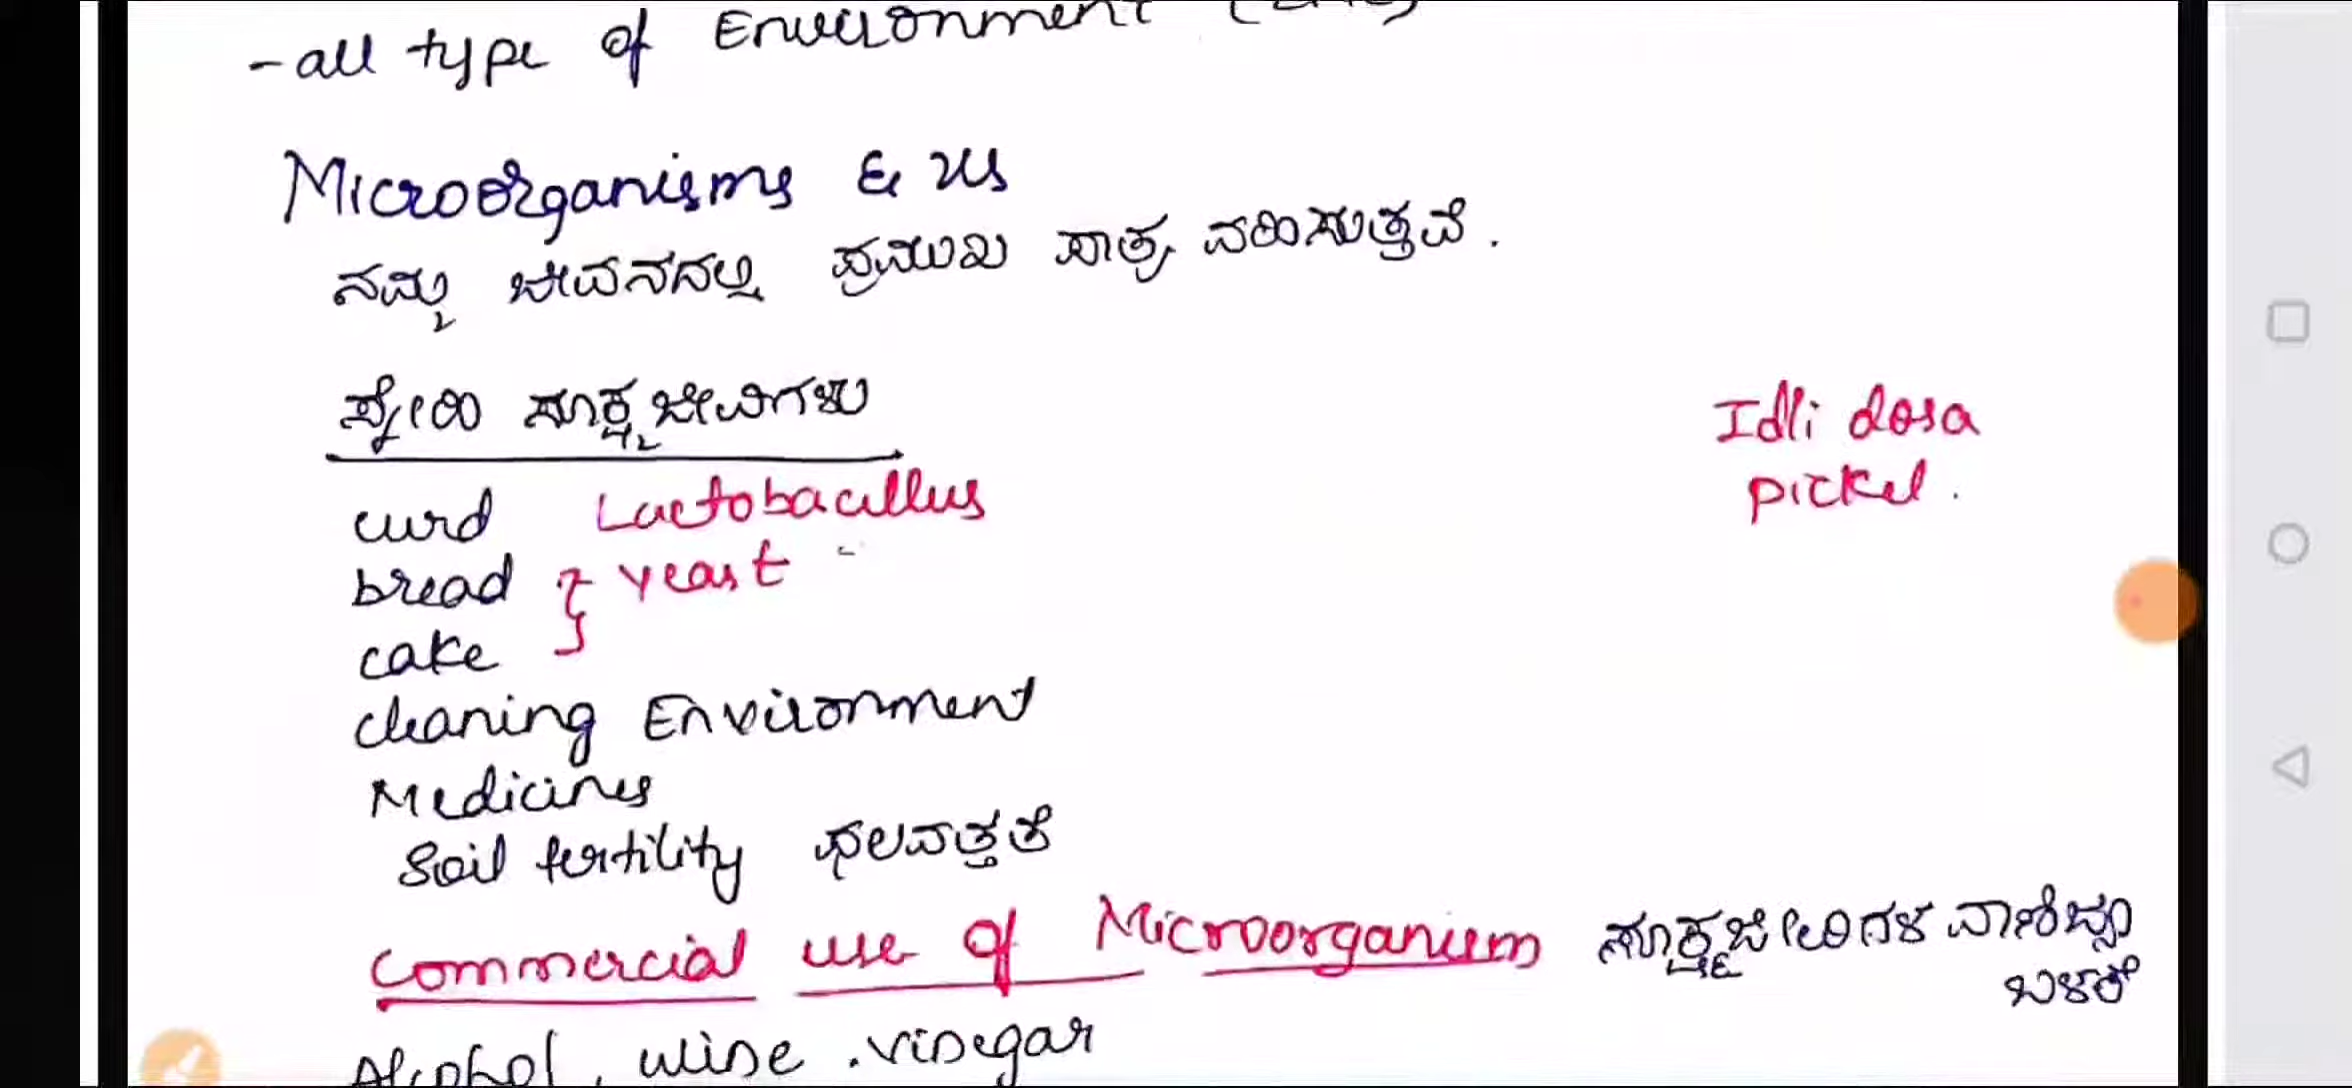 -all type of Environment
Microorganisms & us
ನಮ್ಮ ಜೀವನದಲ್ಲಿ ಪ್ರಮುಖ ಪಾತ್ರ ವಹಿಸುತ್ತವೆ.
ಸ್ನೇಹಿ ಸೂಕ್ಷ್ಮಜೀವಿಗಳು
Idli dosa
pickel.
curd Lactobacillus
bread } yeast
cake
cleaning Environment
Medicines
Soil fertility ಫಲವತ್ತತೆ
commercial use of Microorganism ಸೂಕ್ಷ್ಮಜೀವಿಗಳ ವಾಣಿಜ್ಯ
ಬಳಕೆ
Alcohol, wine .vinegar